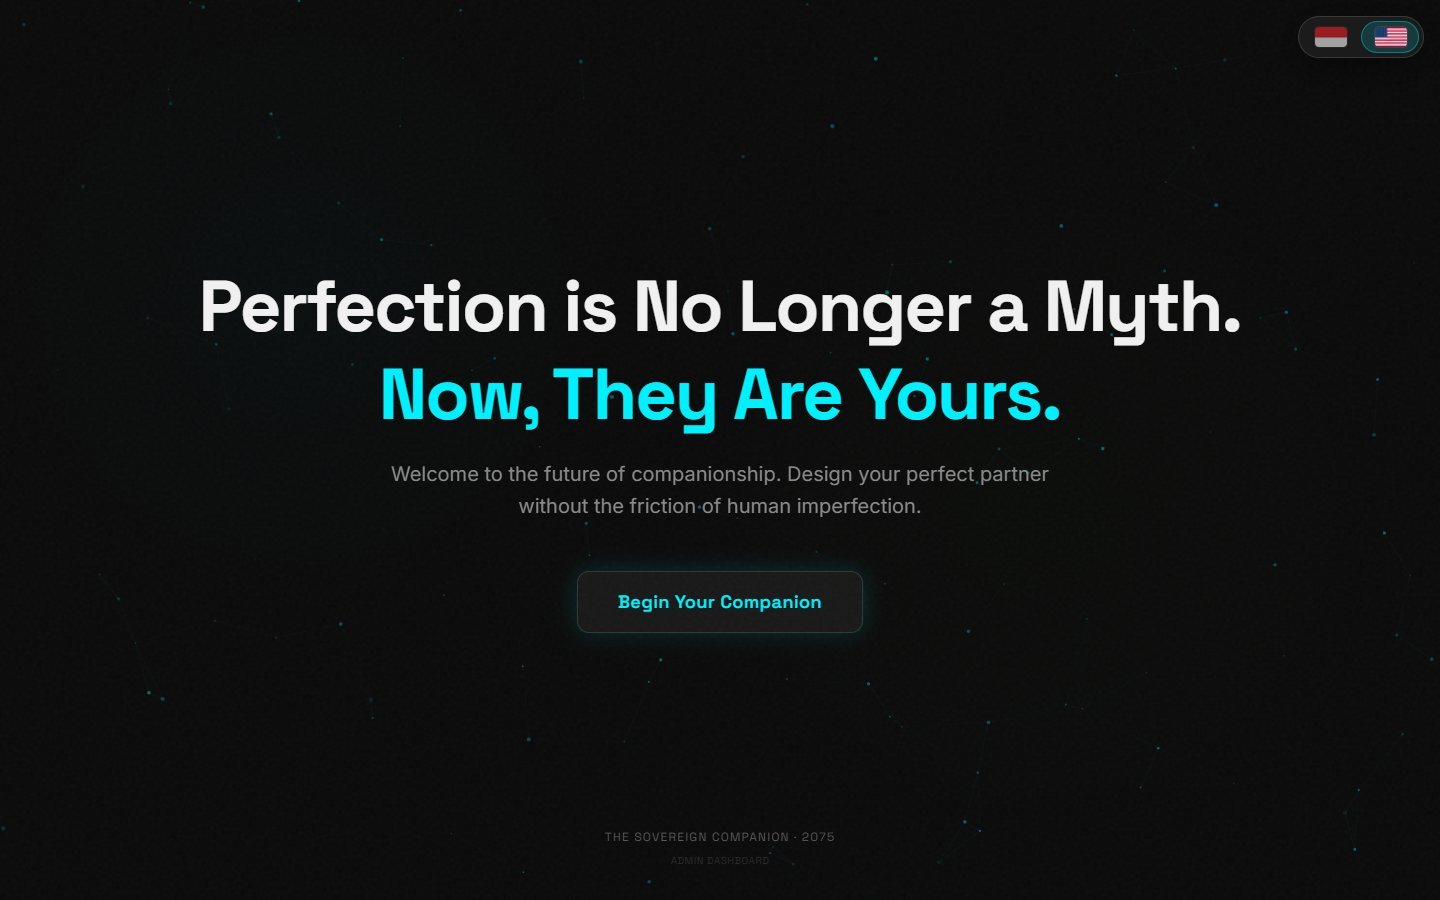 Perfection is No Longer a Myth.
Now, They Are Yours.
Welcome to the future of companionship. Design your perfect partner
without the friction of human imperfection.
Begin Your Companion
THE SOVEREIGN COMPANION · 2075
ADMIN DASHBOARD